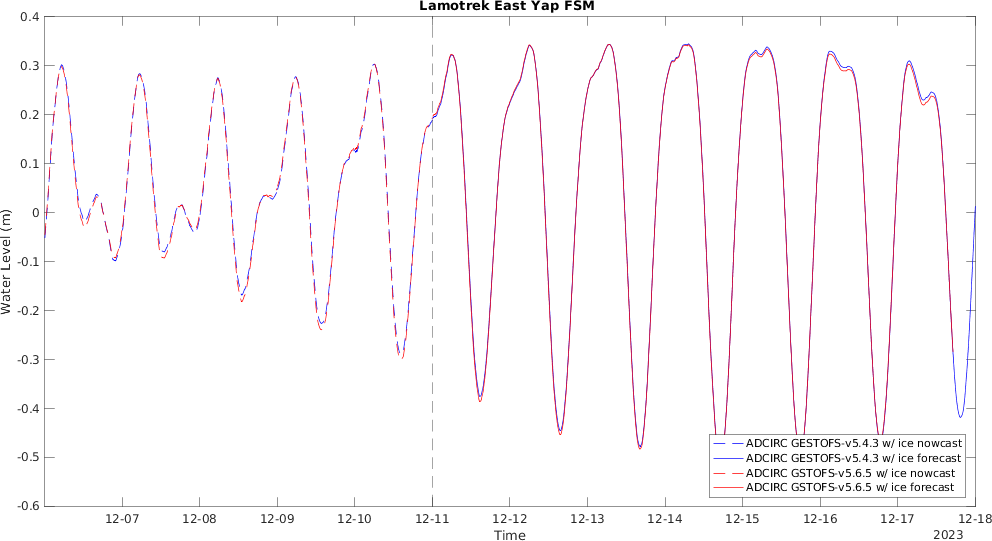 Lamotrek East Yap FSM
0.4
0.3
0.2
0.1
0
-0.1
-0.2
-0.3
-0.4
-0.5
-0.6
Water Level (m)
ADCIRC GESTOFS-v5.4.3 w/ ice nowcast
ADCIRC GESTOFS-v5.4.3 w/ ice forecast
ADCIRC GSTOFS-v5.6.5 w/ ice nowcast
ADCIRC GSTOFS-v5.6.5 w/ ice forecast
12-07 12-08 12-09 12-10 12-11 12-12 12-13 12-14 12-15 12-16 12-17 12-18
Time
2023